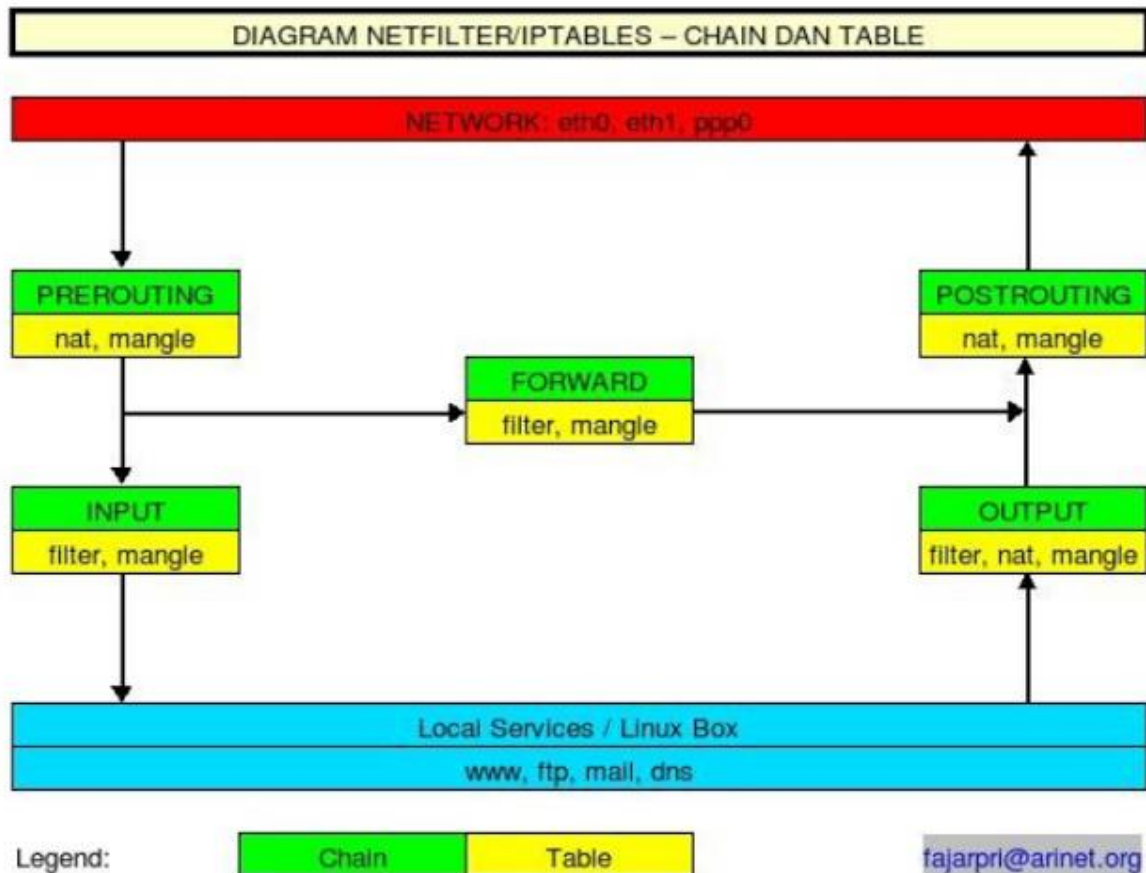 DIAGRAM NETFILTER/IPTABLES – CHAIN DAN TABLE
NETWORK: eth0, eth1, ppp0
PREROUTING
nat, mangle
POSTROUTING
nat, mangle
FORWARD
filter, mangle
INPUT
filter, mangle
OUTPUT
filter, nat, mangle
Local Services / Linux Box
www, ftp, mail, dns
Legend:
Chain
Table
fajarpri@arinet.org